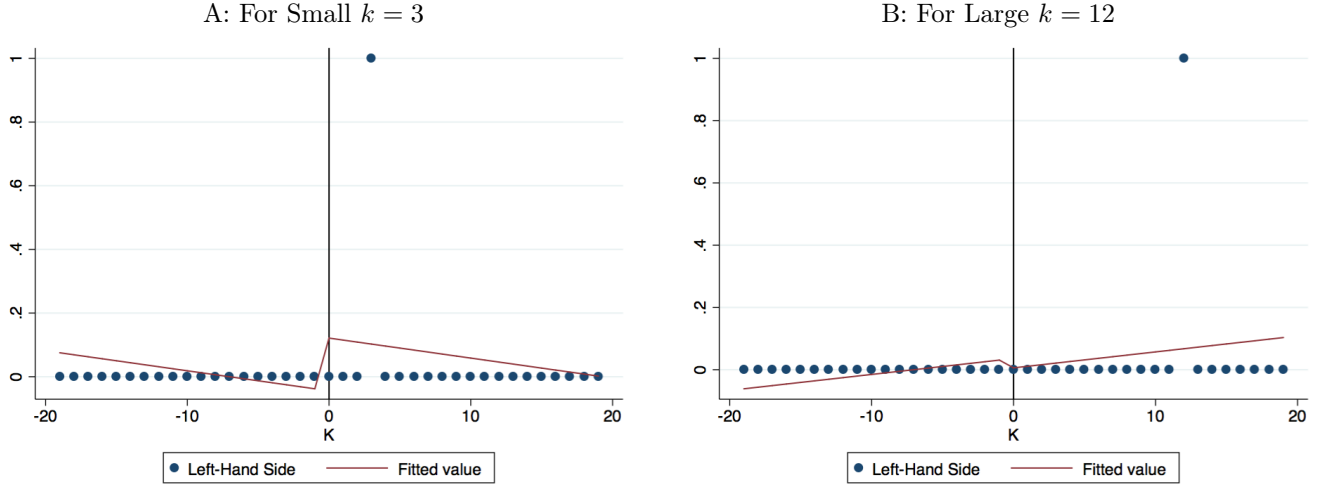 A: For Small k = 3
1
.8
.6
.4
.2
0
-20 -10 0 10 20
K
Left-Hand Side Fitted value
B: For Large k = 12
1
.8
.6
.4
.2
0
-20 -10 0 10 20
K
Left-Hand Side Fitted value